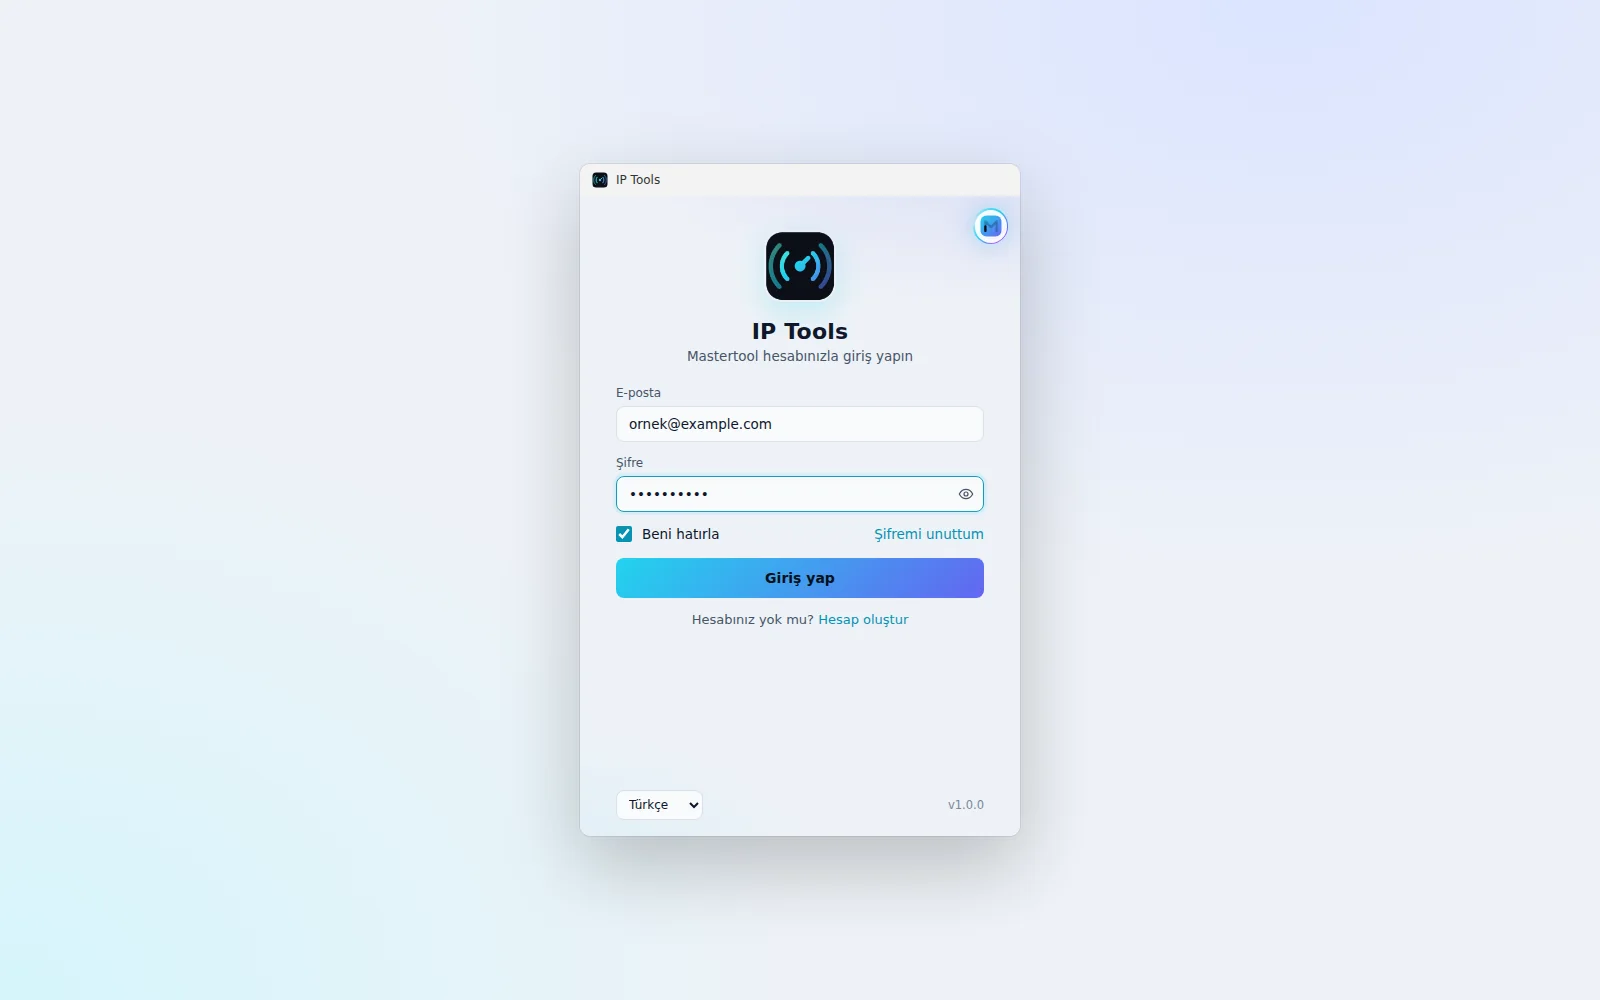 IP Tools
IP Tools
Mastertool hesabınızla giriş yapın
E-posta
ornek@example.com
Şifre
••••••••••
Beni hatırla
Şifremi unuttum
Giriş yap
Hesabınız yok mu? Hesap oluştur
Türkçe
v1.0.0